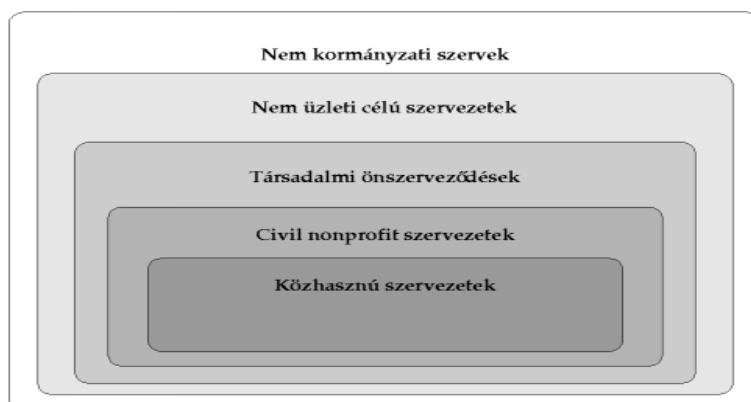 Nem kormányzati szervek
Nem üzleti célú szervezetek
Társadalmi önszerveződések
Civil nonprofit szervezetek
Közhasznú szervezetek